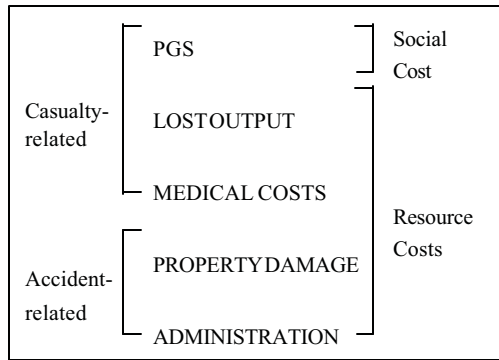 PGS
Social
Cost
Casualty-
related
LOST OUTPUT
MEDICAL COSTS
Resource
Costs
PROPERTY DAMAGE
Accident-
related
ADMINISTRATION